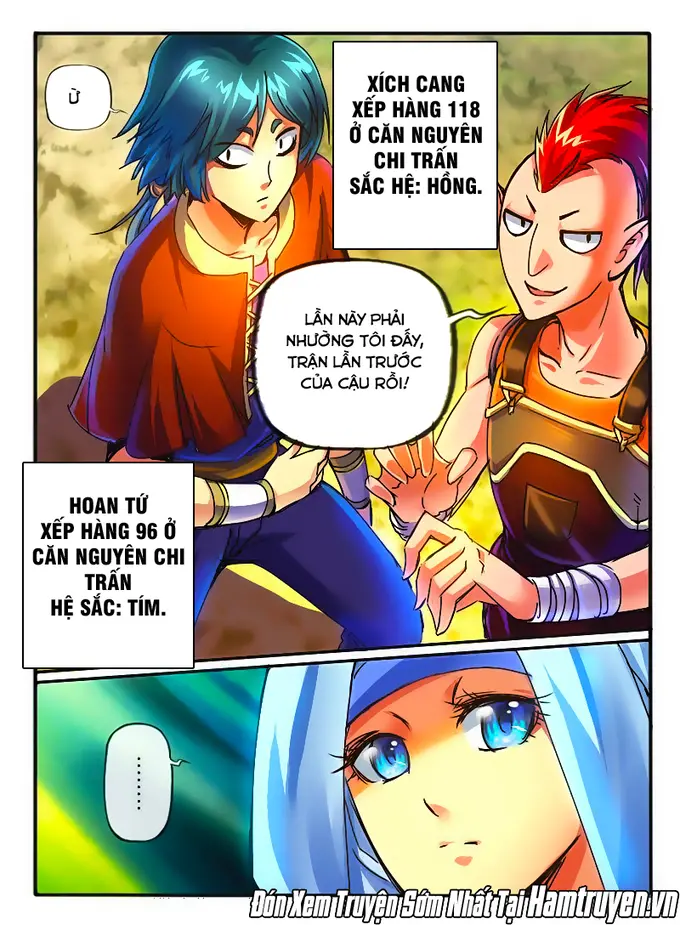 Ừ
XÍCH CANG
XẾP HÀNG 118
Ở CĂN NGUYÊN
CHI TRẤN
SẮC HỆ: HỒNG.
LẦN NÀY PHẢI
NHƯỜNG TÔI ĐẤY,
TRẬN LẦN TRƯỚC
CỦA CẬU RỒI!
HOAN TỨ
XẾP HÀNG 96 Ở
CĂN NGUYÊN CHI
TRẤN
HỆ SẮC: TÍM.
........
Đón Xem Truyện Sớm Nhất Tại Hamtruyen.vn